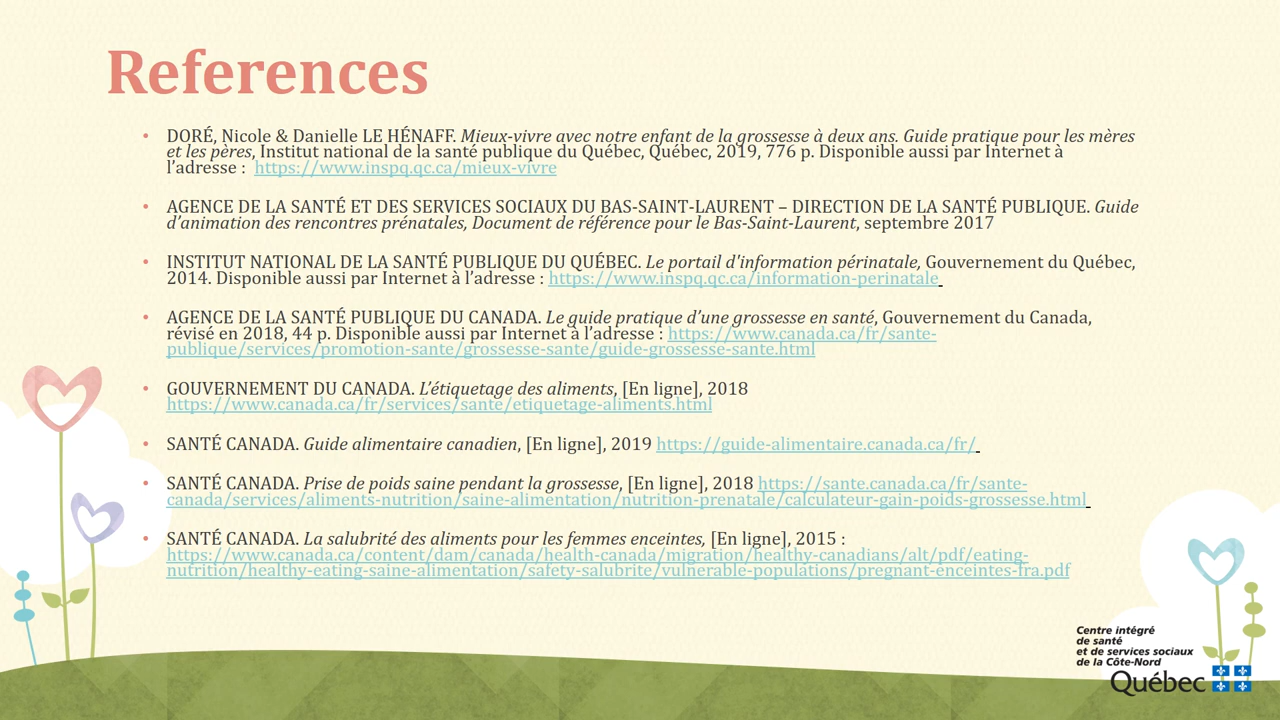 References
• DORÉ, Nicole & Danielle LE HÉNAFF. Mieux-vivre avec notre enfant de la grossesse à deux ans. Guide pratique pour les mères
et les pères, Institut national de la santé publique du Québec, Québec, 2019, 776 p. Disponible aussi par Internet à
l’adresse : https://www.inspq.qc.ca/mieux-vivre
• AGENCE DE LA SANTÉ ET DES SERVICES SOCIAUX DU BAS-SAINT-LAURENT – DIRECTION DE LA SANTÉ PUBLIQUE. Guide
d’animation des rencontres prénatales, Document de référence pour le Bas-Saint-Laurent, septembre 2017
• INSTITUT NATIONAL DE LA SANTÉ PUBLIQUE DU QUÉBEC. Le portail d'information périnatale, Gouvernement du Québec,
2014. Disponible aussi par Internet à l’adresse : https://www.inspq.qc.ca/information-perinatale
• AGENCE DE LA SANTÉ PUBLIQUE DU CANADA. Le guide pratique d’une grossesse en santé, Gouvernement du Canada,
révisé en 2018, 44 p. Disponible aussi par Internet à l’adresse : https://www.canada.ca/fr/sante-
publique/services/promotion-sante/grossesse-sante/guide-grossesse-sante.html
• GOUVERNEMENT DU CANADA. L’étiquetage des aliments, [En ligne], 2018
https://www.canada.ca/fr/services/sante/etiquetage-aliments.html
• SANTÉ CANADA. Guide alimentaire canadien, [En ligne], 2019 https://guide-alimentaire.canada.ca/fr/
• SANTÉ CANADA. Prise de poids saine pendant la grossesse, [En ligne], 2018 https://sante.canada.ca/fr/sante-
canada/services/aliments-nutrition/saine-alimentation/nutrition-prenatale/calculateur-gain-poids-grossesse.html
• SANTÉ CANADA. La salubrité des aliments pour les femmes enceintes, [En ligne], 2015 :
https://www.canada.ca/content/dam/canada/health-canada/migration/healthy-canadians/alt/pdf/eating-
nutrition/healthy-eating-saine-alimentation/safety-salubrite/vulnerable-populations/pregnant-enceintes-fra.pdf
Centre intégré
de santé
et de services sociaux
de la Côte-Nord
Québec